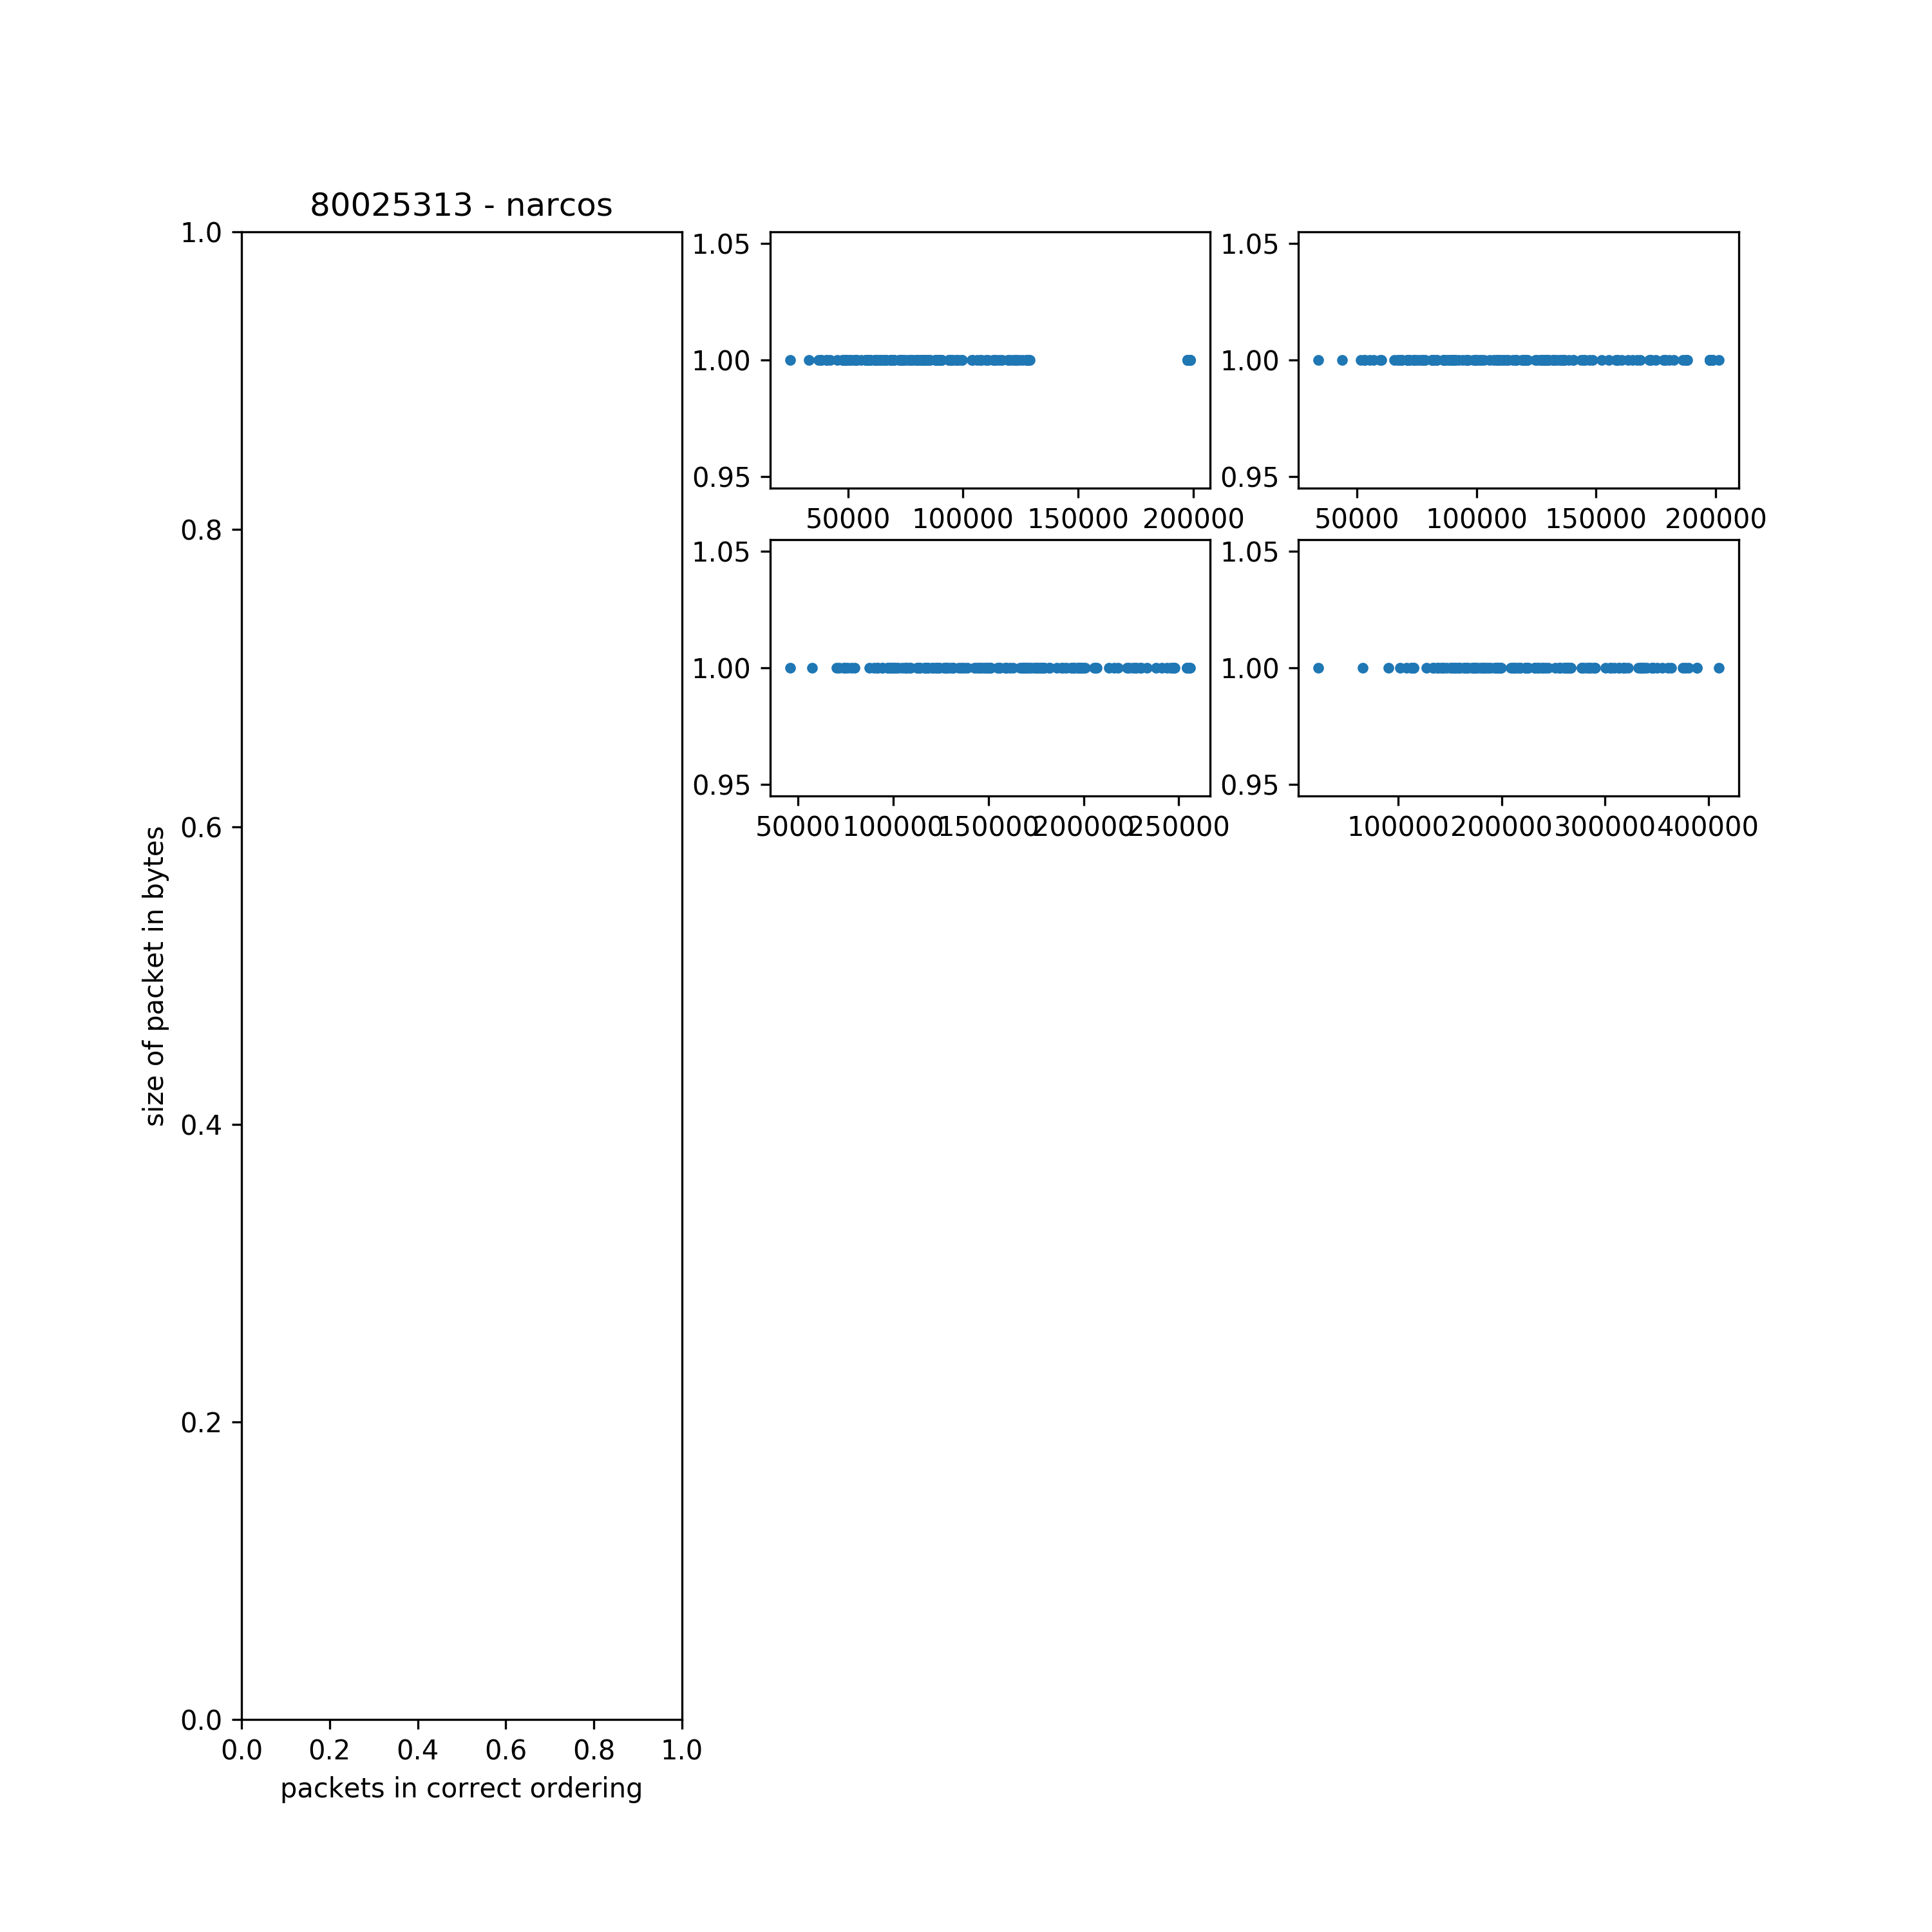 80025313 - narcos
1.0
0.8
0.6
0.4
0.2
0.0
size of packet in bytes
0.0 0.2 0.4 0.6 0.8 1.0
packets in correct ordering
1.05
1.00
0.95
50000 100000 150000 200000
1.05
1.00
0.95
50000 100000 150000 200000
1.05
1.00
0.95
50000 100000 150000 200000 250000
1.05
1.00
0.95
100000 200000 300000 400000